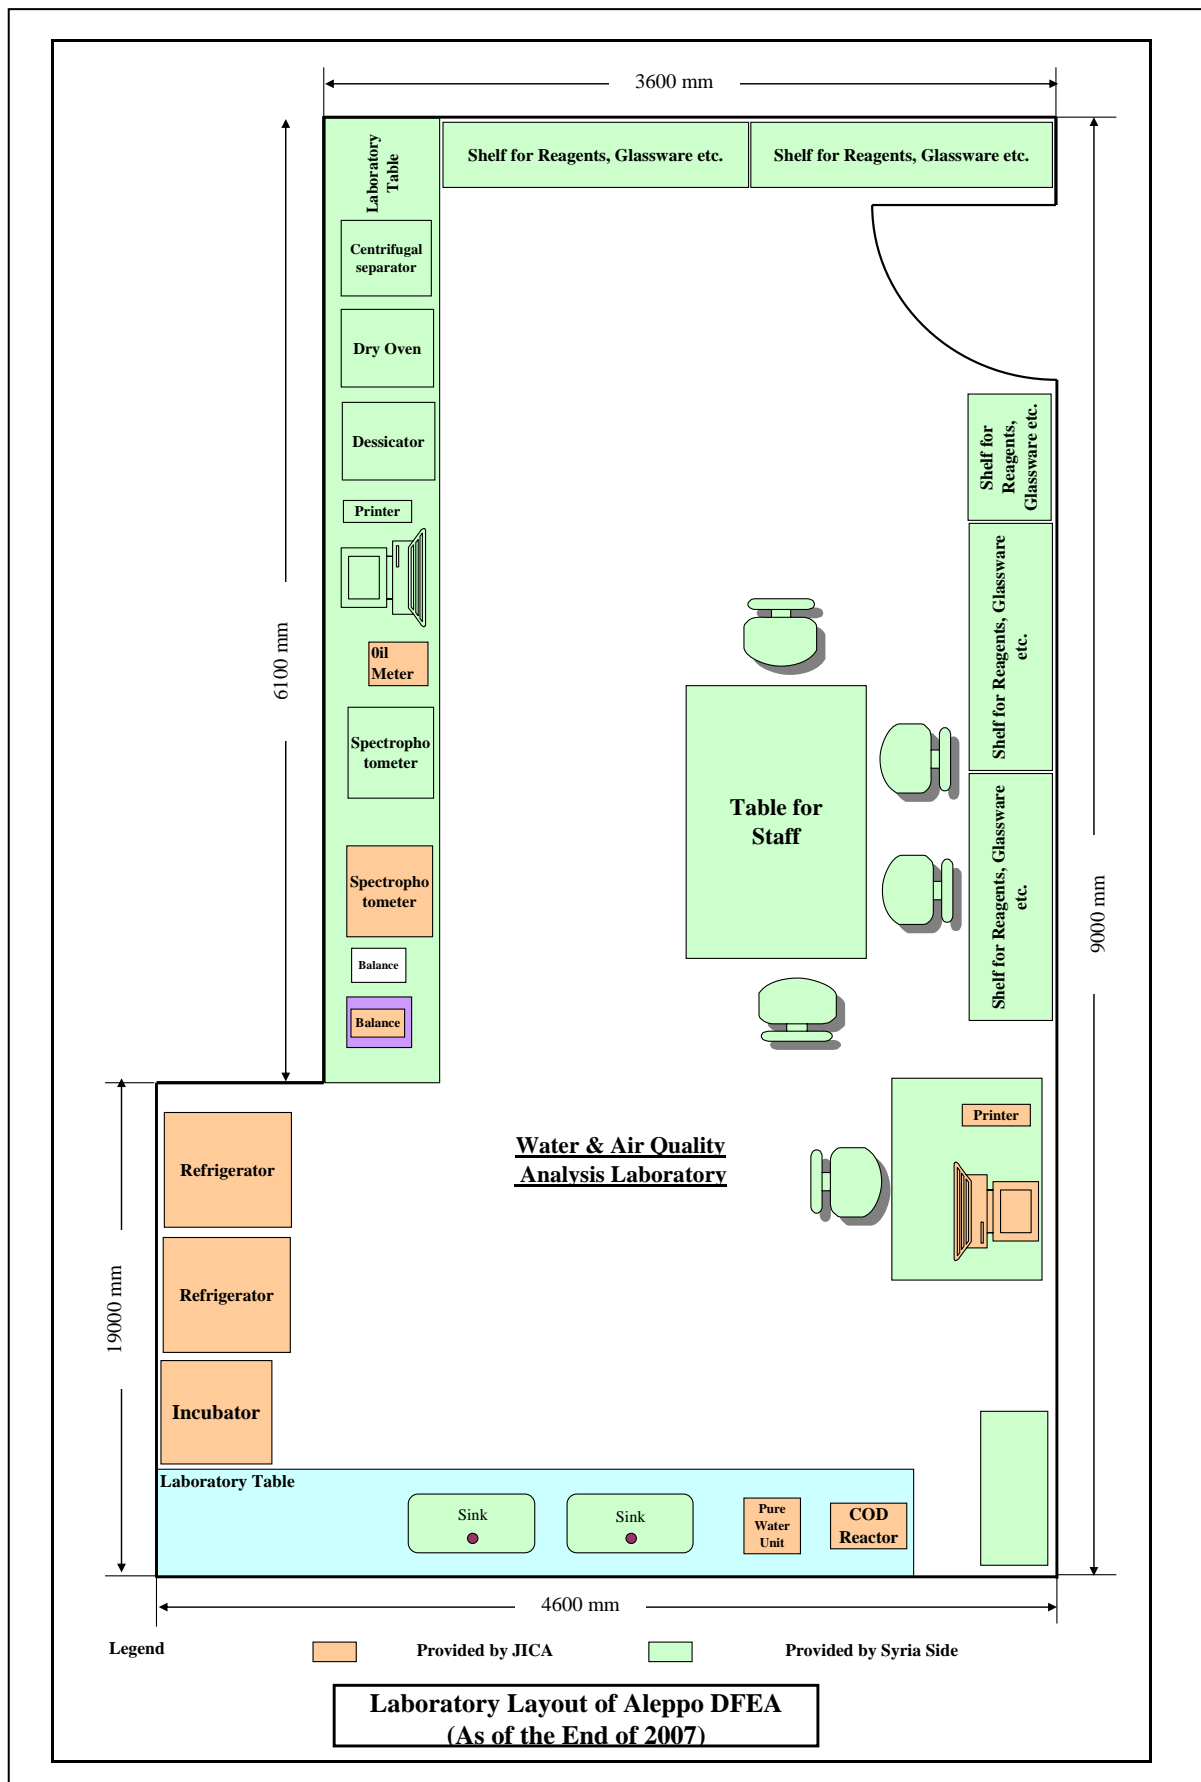 3600 mm
Laboratory
Table
Shelf for Reagents, Glassware etc.
Shelf for Reagents, Glassware etc.
Centrifugal
separator
Dry Oven
Dessicator
Printer
Shelf for
Reagents,
Glassware etc.
6100 mm
0il
Meter
Shelf for Reagents, Glassware
etc.
Spectropho
tometer
Table for
Staff
Spectropho
tometer
Shelf for Reagents, Glassware
etc.
9000 mm
Balance
Balance
Printer
Water & Air Quality
Analysis Laboratory
Refrigerator
Refrigerator
19000 mm
Incubator
Laboratory Table
Sink
Sink
Pure
Water
Unit
COD
Reactor
4600 mm
Legend
Provided by JICA
Provided by Syria Side
Laboratory Layout of Aleppo DFEA
(As of the End of 2007)